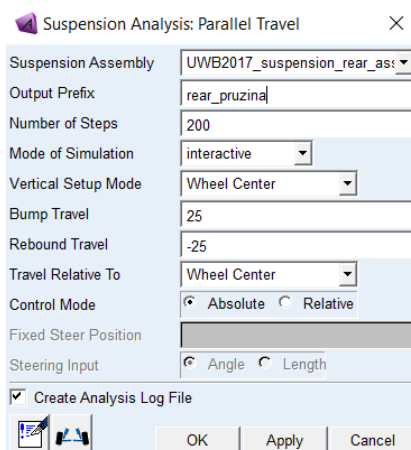 Suspension Analysis: Parallel Travel
Suspension Assembly UWB2017_suspension_rear_ass
Output Prefix rear_pruzina
Number of Steps 200
Mode of Simulation interactive
Vertical Setup Mode Wheel Center
Bump Travel 25
Rebound Travel -25
Travel Relative To Wheel Center
Control Mode Absolute Relative
Fixed Steer Position
Steering Input Angle Length
Create Analysis Log File
OK Apply Cancel